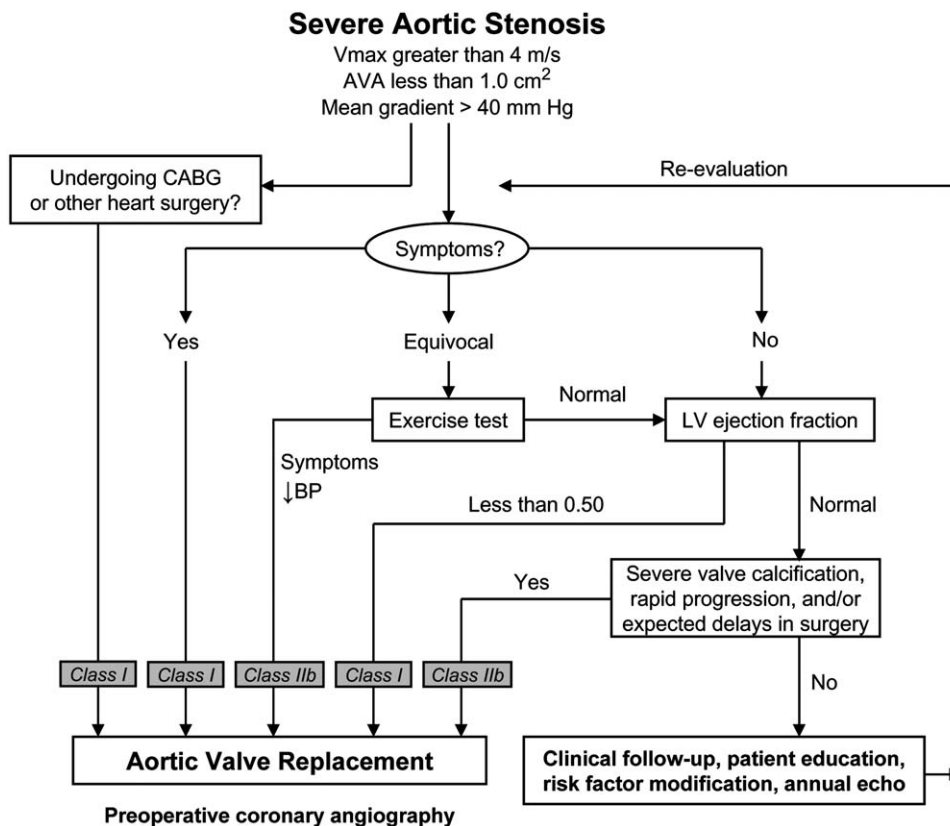 Severe Aortic Stenosis
Vmax greater than 4 m/s
AVA less than 1.0 cm²
Mean gradient > 40 mm Hg
Undergoing CABG
or other heart surgery?
Re-evaluation
Symptoms?
Yes
Equivocal
No
Exercise test
Normal
LV ejection fraction
Symptoms
↓BP
Less than 0.50
Normal
Yes
Severe valve calcification,
rapid progression, and/or
expected delays in surgery
Class I
Class I
Class IIb
Class I
Class IIb
No
Aortic Valve Replacement
Clinical follow-up, patient education,
risk factor modification, annual echo
Preoperative coronary angiography